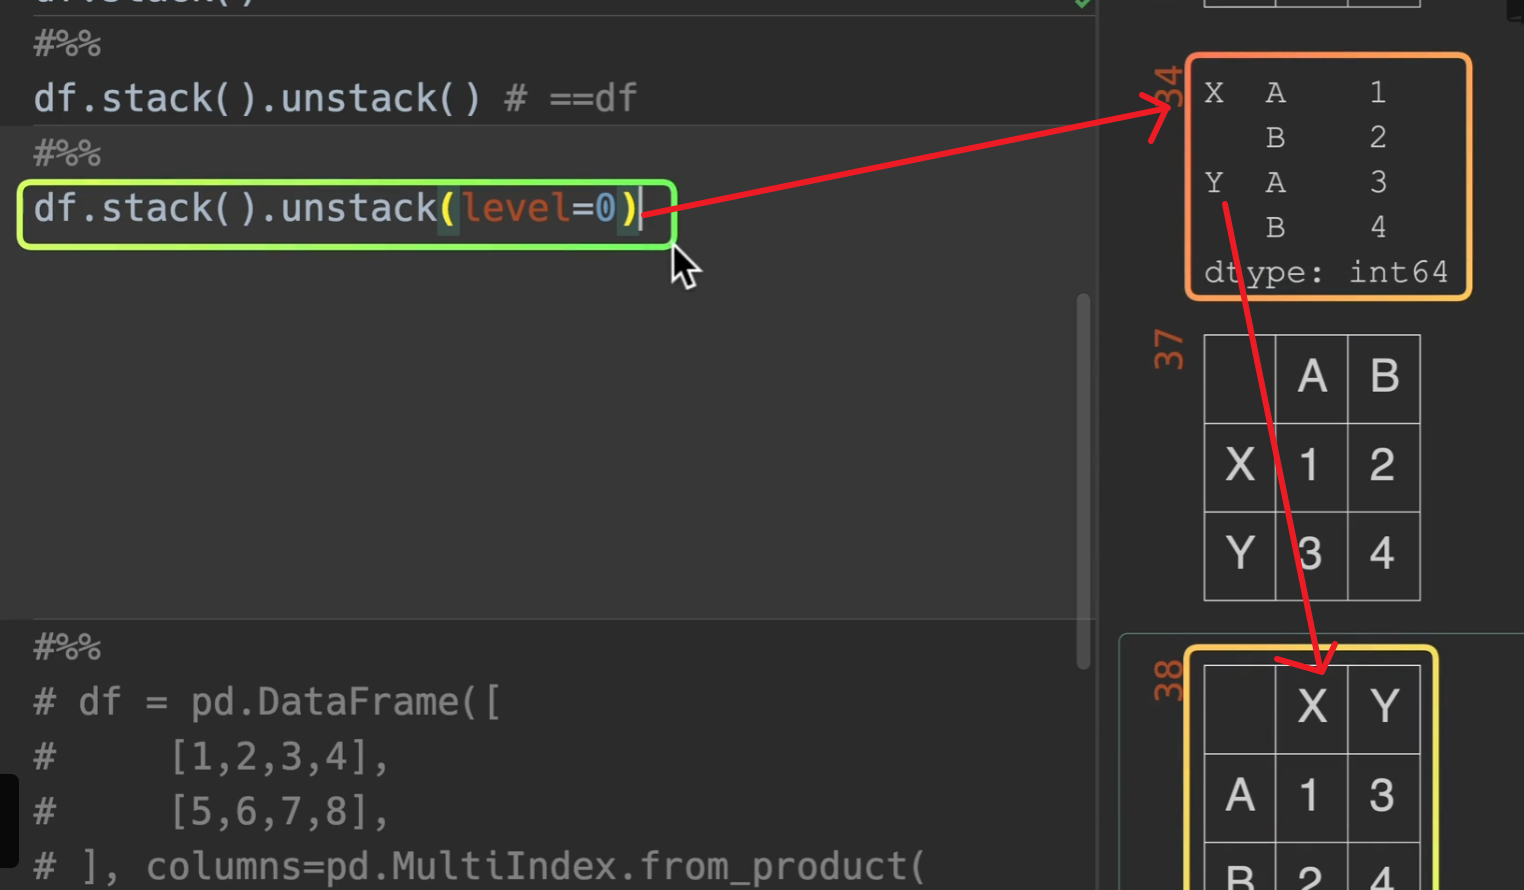 df.stack()
#%%
df.stack().unstack() # ==df
#%%
df.stack().unstack(level=0)
#%%
# df = pd.DataFrame([
#     [1,2,3,4],
#     [5,6,7,8],
# ], columns=pd.MultiIndex.from_product(
34
X A 1
B 2
Y A 3
B 4
dtype: int64
37
A B
X 1 2
Y 3 4
38
X Y
A 1 3
B 2 4